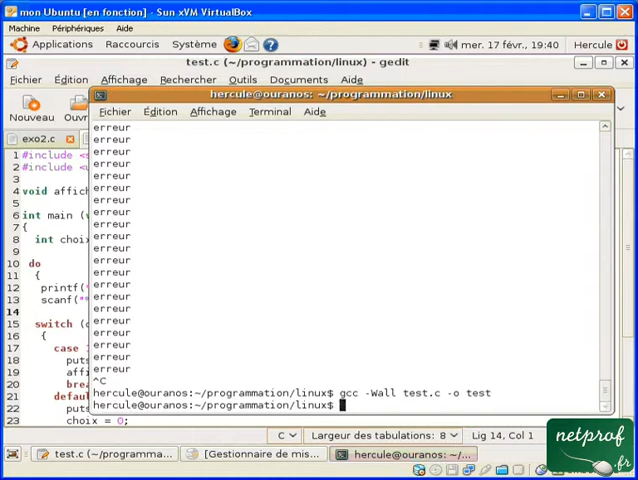 mon Ubuntu [en fonction] - Sun xVM VirtualBox
Machine Périphériques Aide
Applications Raccourcis Système mar. 17 févr., 19:40 Hercule
test.c (~/programmation/linux) - gedit
Fichier Édition Affichage Rechercher Outils Documents Aide
hercule@ouranos: ~/programmation/linux
Nouveau Ouvr
Fichier Édition Affichage Terminal Aide
exo2.c
erreur
erreur
1 #include <s
erreur
2 #include <u
erreur
3
erreur
4 void affich
erreur
5
erreur
6 int main (v
erreur
7 {
erreur
8 int choix
erreur
9
erreur
10 do
erreur
11 {
erreur
12 printf("
erreur
13 scanf("%
erreur
14
erreur
15 switch (c
erreur
16 {
erreur
17 case 1
erreur
18 puts
erreur
19 af
erreur
20 brea
^C
21 defau
hercule@ouranos:~/programmation/linux$ gcc -Wall test.c -o test
22 puts
hercule@ouranos:~/programmation/linux$
23 choix = 0;
C Largeur des tabulations: 8 Lig 14, Col 1
test.c (~/programma... [Gestionnaire de mis... hercule@ouranos: ~/...
netprof
.fr